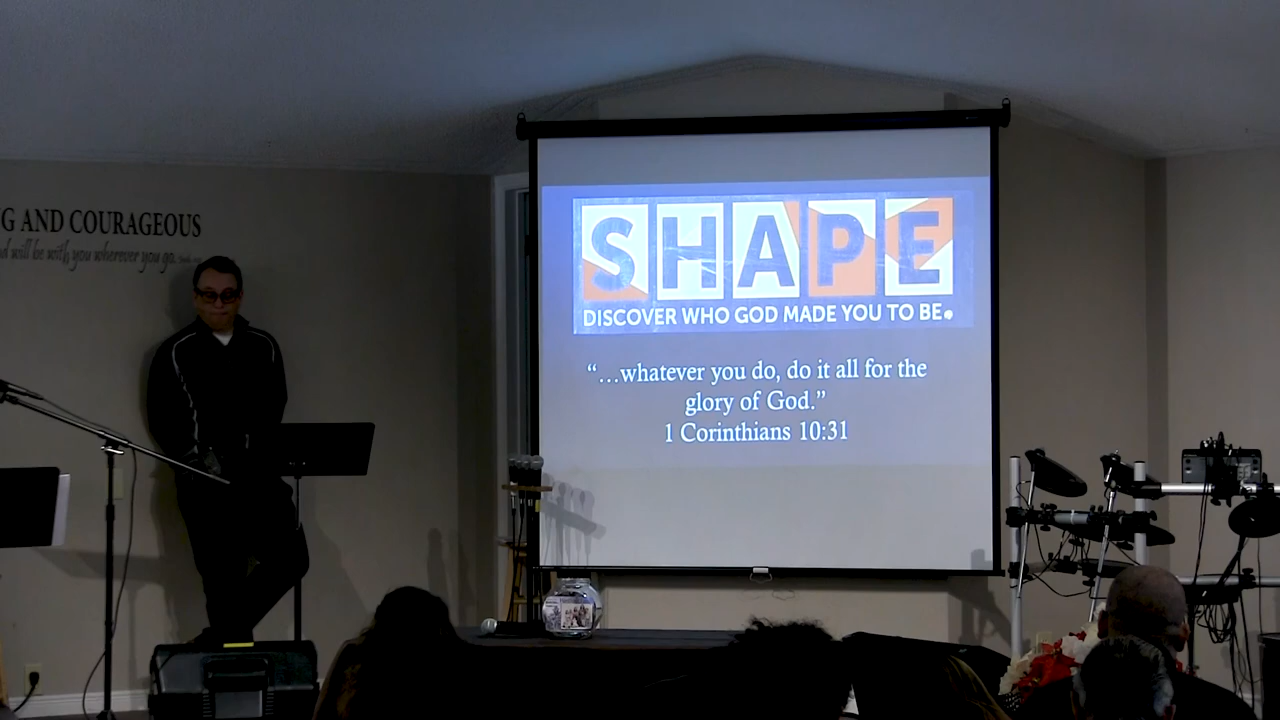 G AND COURAGEOUS
d will be with you wherever you go.
SHAPE
DISCOVER WHO GOD MADE YOU TO BE.
“...whatever you do, do it all for the
glory of God.”
1 Corinthians 10:31